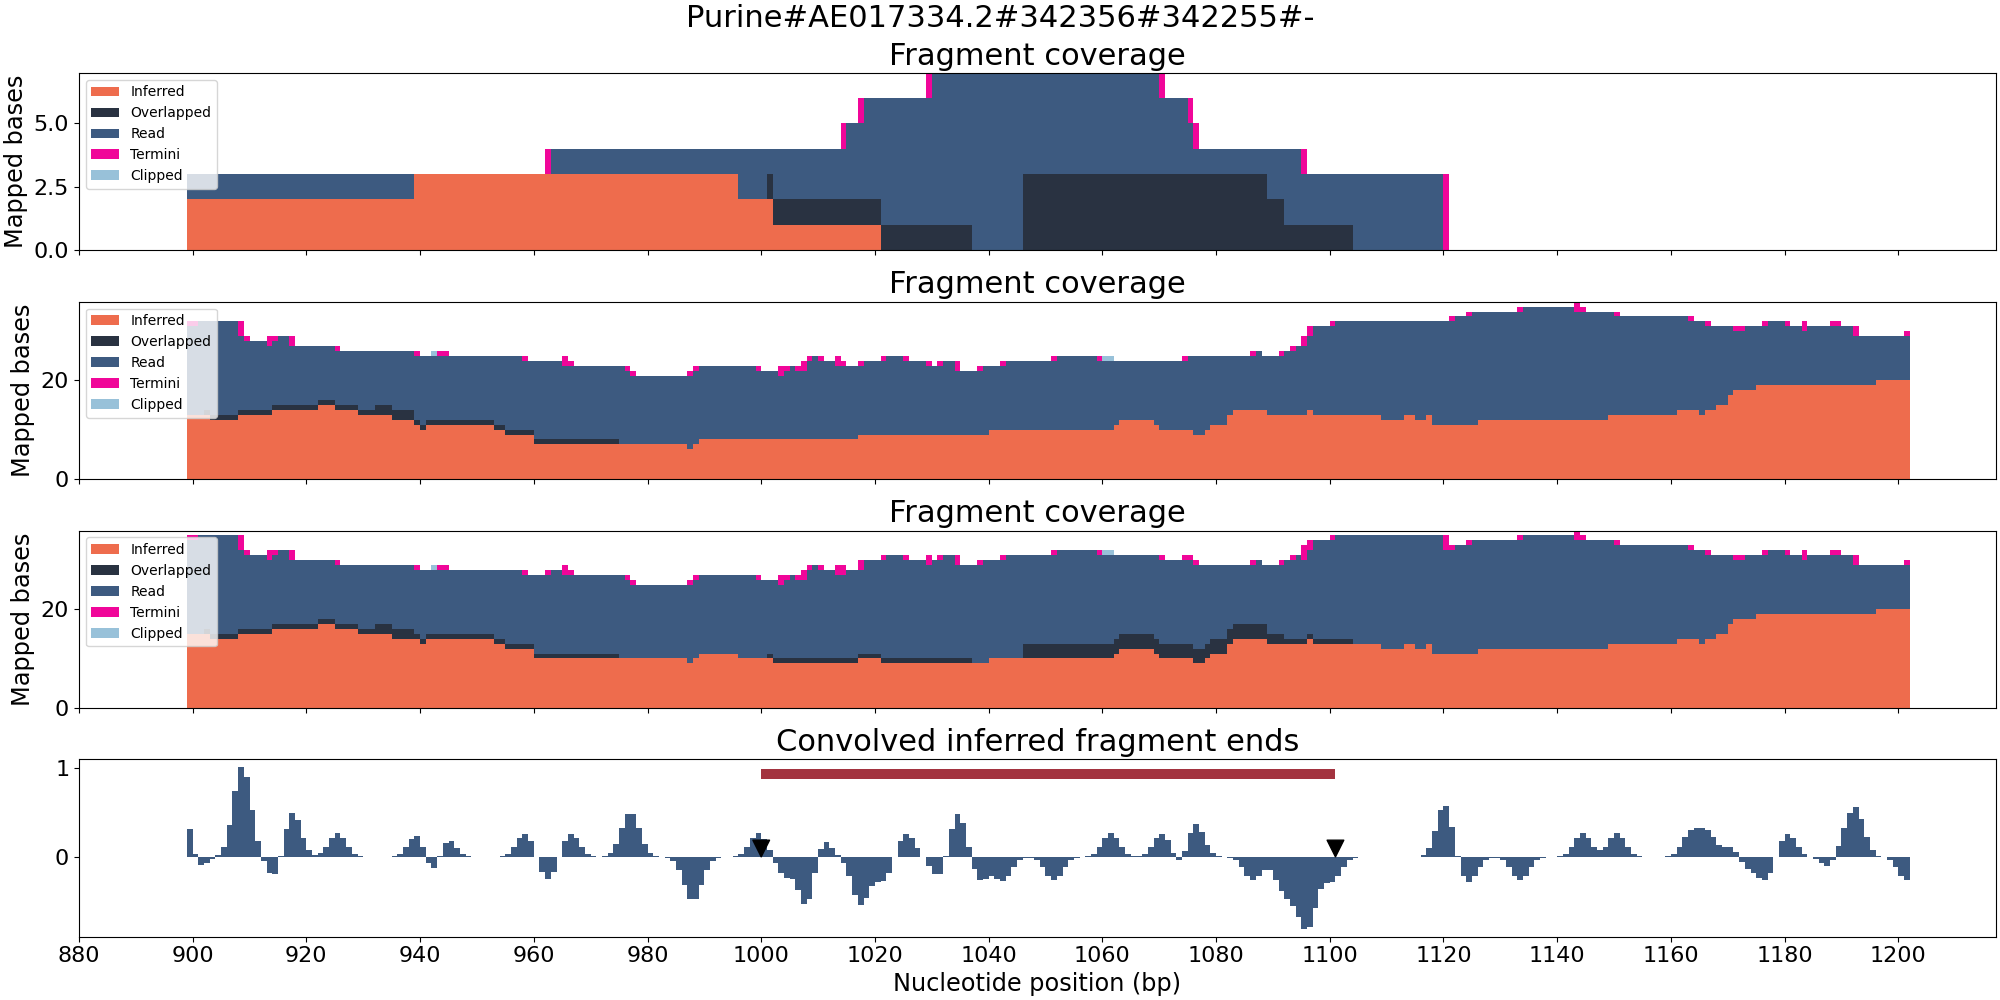 Purine#AE017334.2#342356#342255#-
Fragment coverage
Mapped bases
5.0
2.5
0.0
Inferred
Overlapped
Read
Termini
Clipped
Fragment coverage
Mapped bases
20
0
Inferred
Overlapped
Read
Termini
Clipped
Fragment coverage
Mapped bases
20
0
Inferred
Overlapped
Read
Termini
Clipped
Convolved inferred fragment ends
1
0
880 900 920 940 960 980 1000 1020 1040 1060 1080 1100 1120 1140 1160 1180 1200
Nucleotide position (bp)